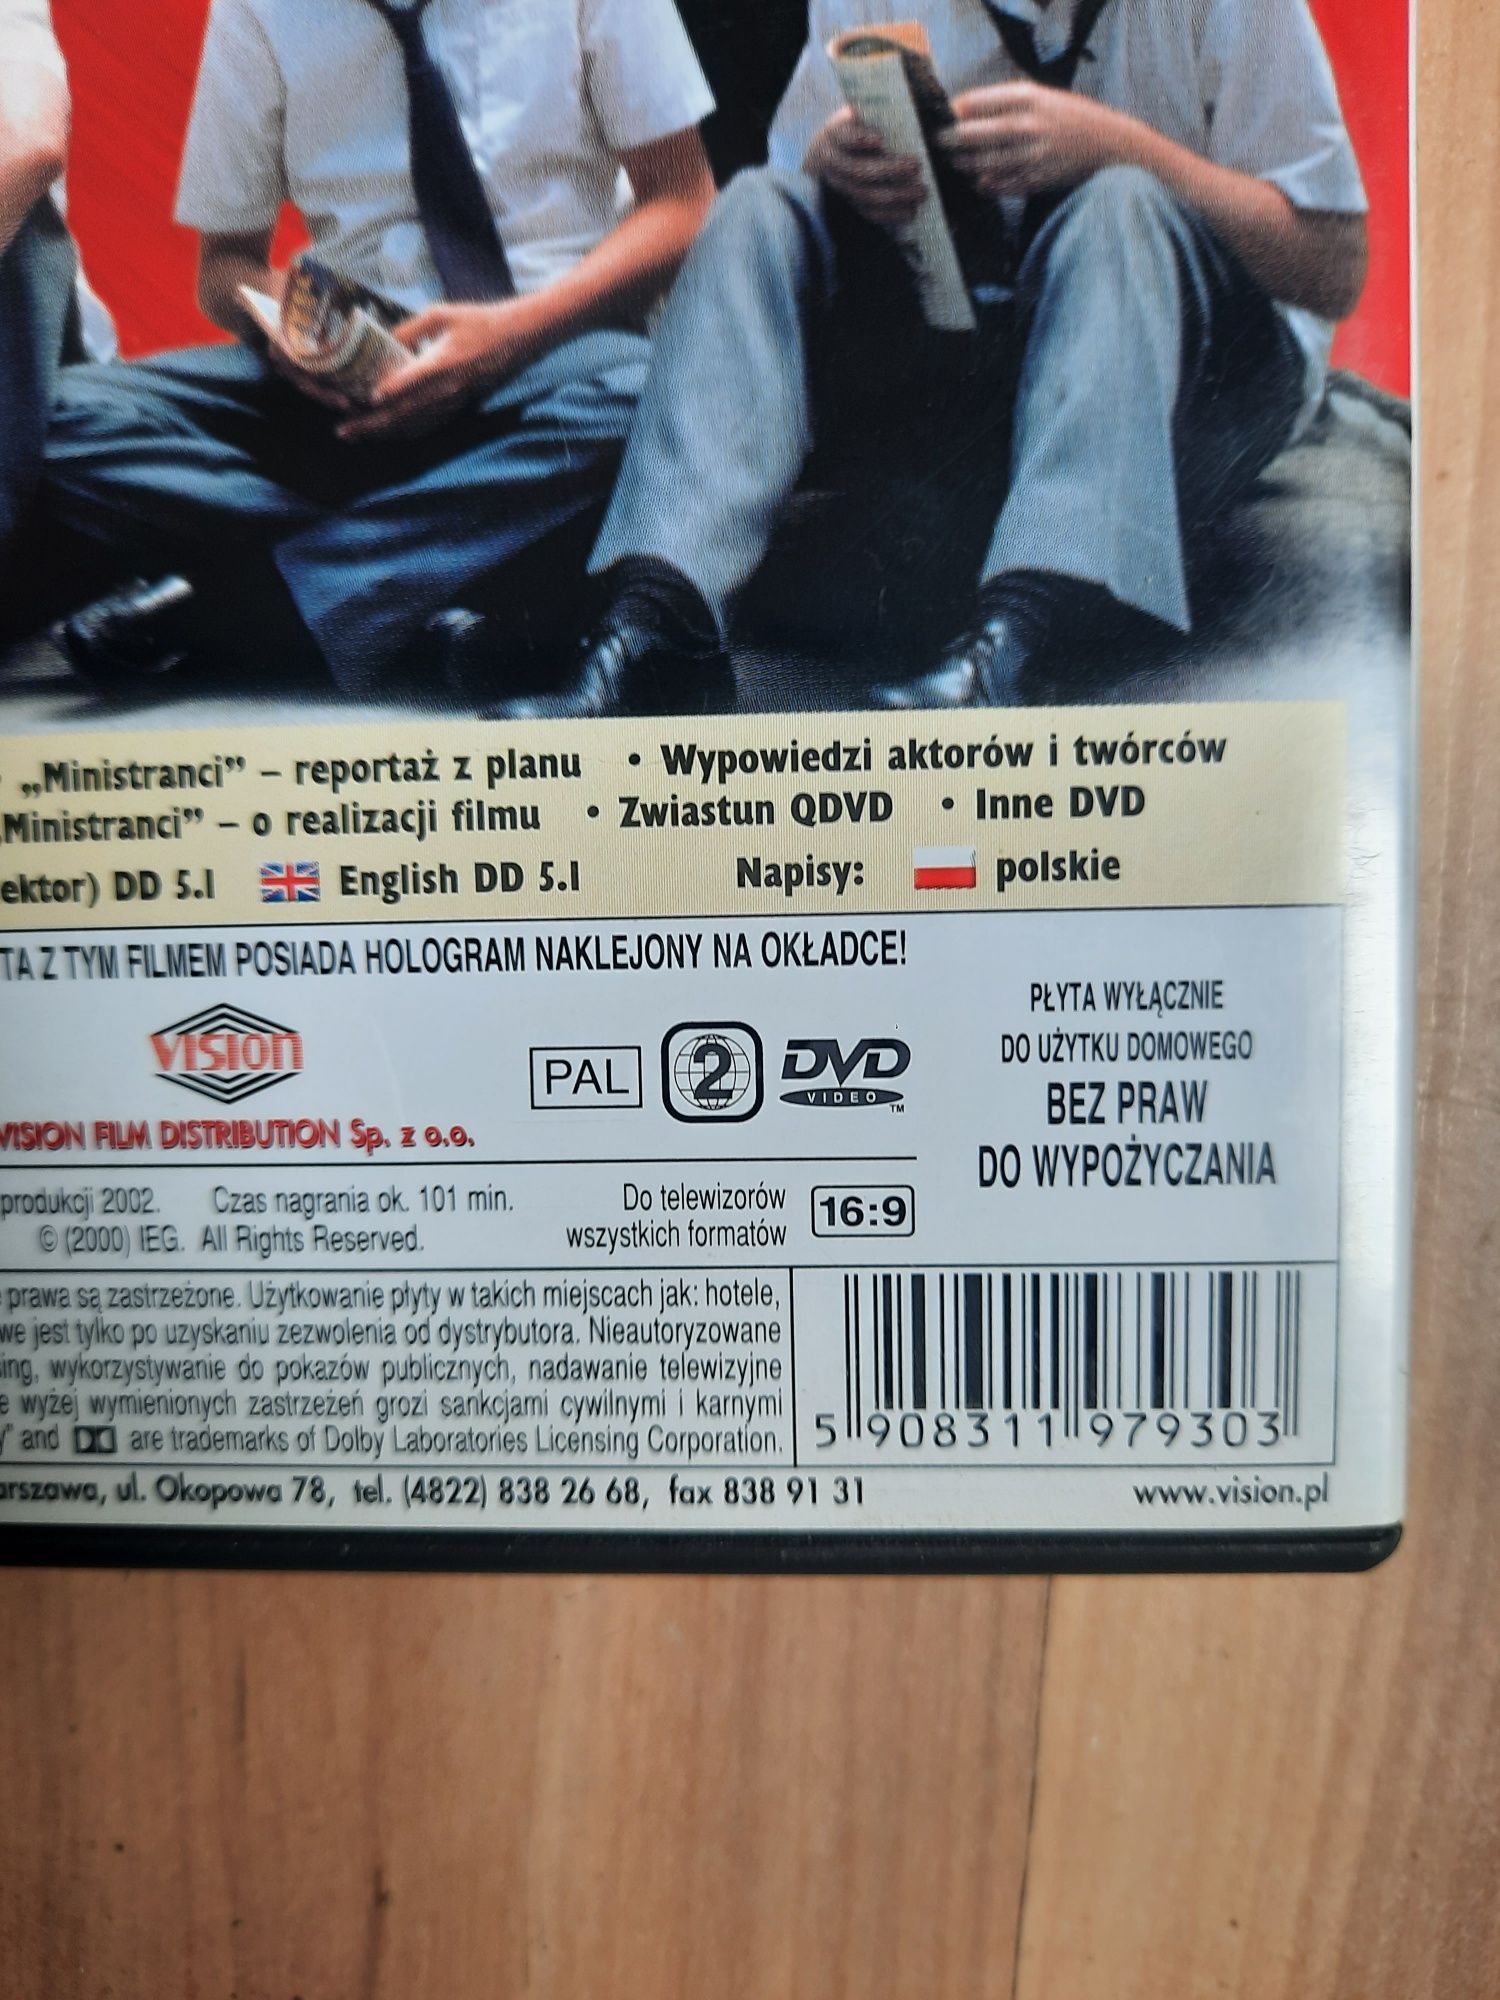 „Ministranci” – reportaż z planu • Wypowiedzi aktorów i twórców
„Ministranci” – o realizacji filmu • Zwiastun QDVD • Inne DVD
ektor) DD 5.1 English DD 5.1 Napisy: polskie
TA Z TYM FILMEM POSIADA HOLOGRAM NAKLEJONY NA OKŁADCE!
VISION
VISION FILM DISTRIBUTION Sp. z o.o.
PAL 2 DVD
VIDEO
TM
PŁYTA WYŁĄCZNIE
DO UŻYTKU DOMOWEGO
BEZ PRAW
DO WYPOŻYCZANIA
produkcji 2002. Czas nagrania ok. 101 min.
© (2000) IEG. All Rights Reserved.
Do telewizorów
wszystkich formatów
16:9
prawa są zastrzeżone. Użytkowanie płyty w takich miejscach jak: hotele,
we jest tylko po uzyskaniu zezwolenia od dystrybutora. Nieautoryzowane
ing, wykorzystywanie do pokazów publicznych, nadawanie telewizyjne
e wyżej wymienionych zastrzeżeń grozi sankcjami cywilnymi i karnymi
y” and are trademarks of Dolby Laboratories Licensing Corporation.
5 908311 979303
arszawa, ul. Okopowa 78, tel. (4822) 838 26 68, fax 838 91 31
www.vision.pl